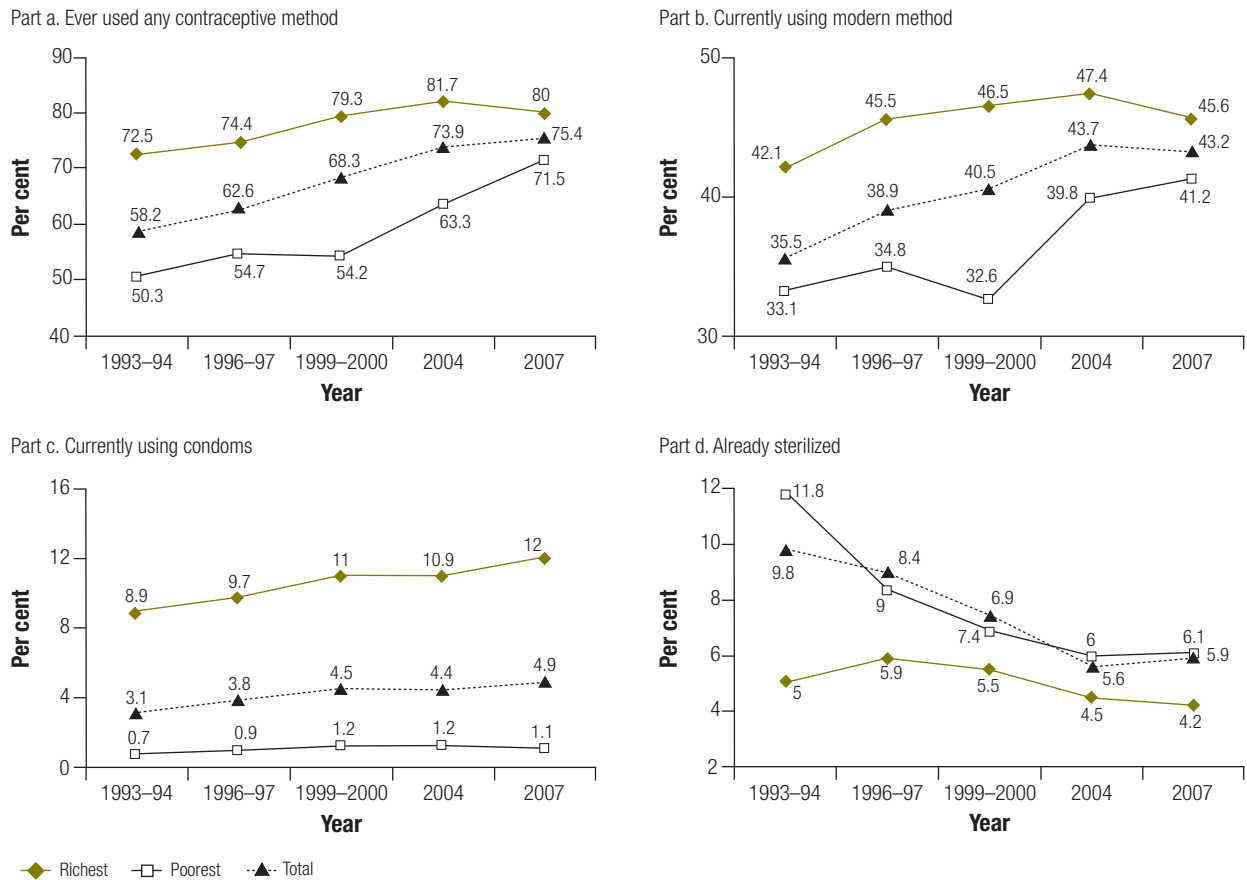 Part a. Ever used any contraceptive method
90
80
70
60
50
40
Per cent
72.5 74.4 79.3 81.7 80
58.2 62.6 68.3 73.9 75.4
50.3 54.7 54.2 63.3 71.5
1993–94 1996–97 1999–2000 2004 2007
Year
Part b. Currently using modern method
50
40
30
Per cent
42.1 45.5 46.5 47.4 45.6
35.5 38.9 40.5 43.7 43.2
33.1 34.8 32.6 39.8 41.2
1993–94 1996–97 1999–2000 2004 2007
Year
Part c. Currently using condoms
16
12
8
4
0
Per cent
8.9 9.7 11 10.9 12
3.1 3.8 4.5 4.4 4.9
0.7 0.9 1.2 1.2 1.1
1993–94 1996–97 1999–2000 2004 2007
Year
Part d. Already sterilized
12
10
8
6
4
2
Per cent
11.8 8.4 6.9 6 6.1
9.8 9 7.4 5.6 5.9
5 5.9 5.5 4.5 4.2
1993–94 1996–97 1999–2000 2004 2007
Year
Richest Poorest Total